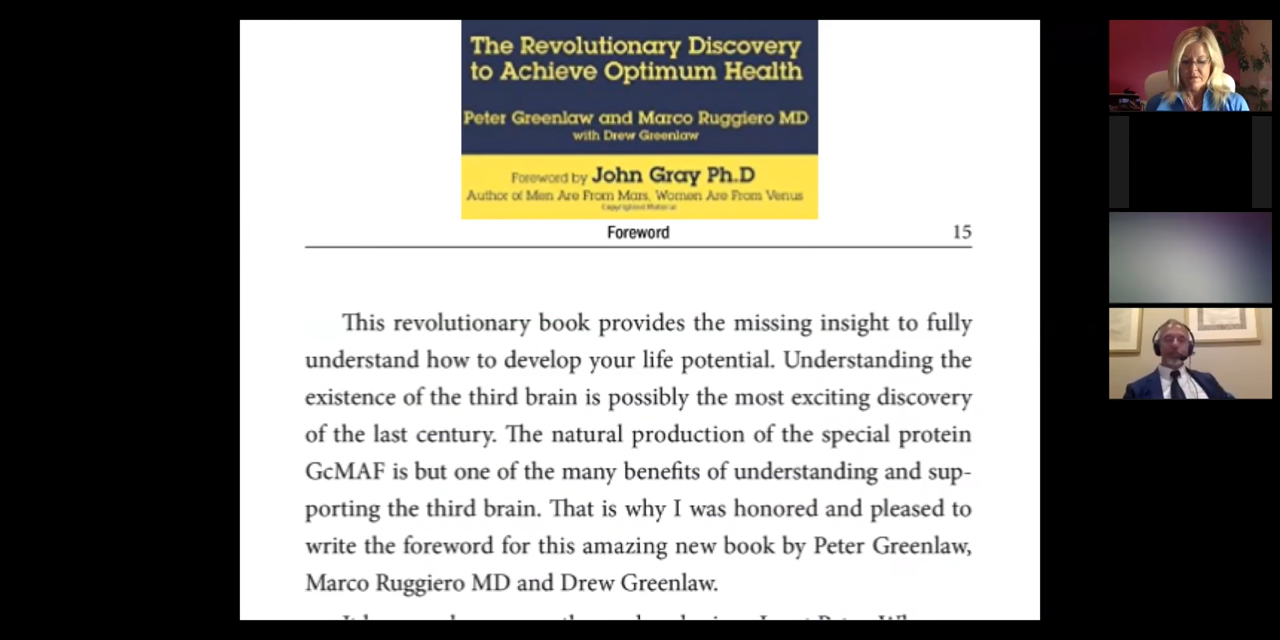 The Revolutionary Discovery
to Achieve Optimum Health
Peter Greenlaw and Marco Ruggiero MD
with Drew Greenlaw
Foreword by John Gray Ph.D
Author of Men Are From Mars, Women Are From Venus
Copyrighted Material
Foreword 15
This revolutionary book provides the missing insight to fully
understand how to develop your life potential. Understanding the
existence of the third brain is possibly the most exciting discovery
of the last century. The natural production of the special protein
GcMAF is but one of the many benefits of understanding and sup-
porting the third brain. That is why I was honored and pleased to
write the foreword for this amazing new book by Peter Greenlaw,
Marco Ruggiero MD and Drew Greenlaw.